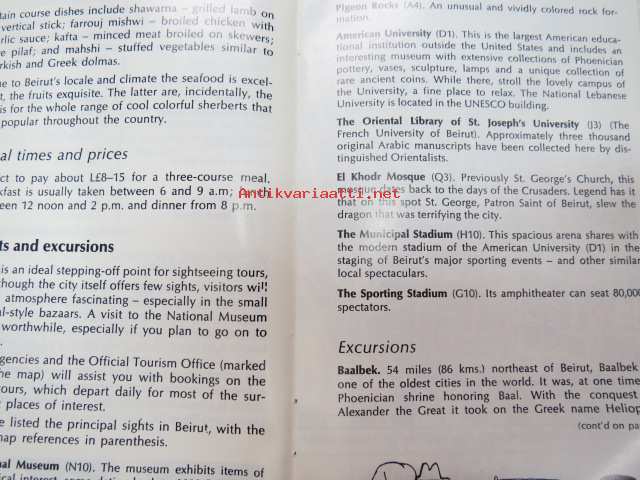 tain course dishes include shawarna – grilled lamb on
vertical stick; farrouj mishwi – broiled chicken with
rlic sauce; kafta – minced meat broiled on skewers;
e pilaf; and mahshi – stuffed vegetables similar to
rkish and Greek dolmas.
e to Beirut's locale and climate the seafood is excel-
t, the fruits exquisite. The latter are, incidentally, the
is for the whole range of cool colorful sherberts that
popular throughout the country.
al times and prices
ct to pay about L£8–15 for a three-course meal.
kfast is usually taken between 6 and 9 a.m; lunch
een 12 noon and 2 p.m. and dinner from 8 p.m.
ts and excursions
is an ideal stepping-off point for sightseeing tours,
though the city itself offers few sights, visitors will
atmosphere fascinating – especially in the small
al-style bazaars. A visit to the National Museum
worthwhile, especially if you plan to go on to
gencies and the Official Tourism Office (marked
he map) will assist you with bookings on the
ours, which depart daily for most of the sur-
places of interest.
e listed the principal sights in Beirut, with the
map references in parenthesis.
nal Museum (N10). The museum exhibits items of
Pigeon Rocks (A4). An unusual and vividly colored rock for-
mation.
American University (D1). This is the largest American educa-
tional institution outside the United States and includes an
interesting museum with extensive collections of Phoenician
pottery, vases, sculpture, lamps and a unique collection of
rare ancient coins. While there, stroll the lovely campus of
the University, a fine place to relax. The National Lebanese
University is located in the UNESCO building.
The Oriental Library of St. Joseph's University (J3) (The
French University of Beirut). Approximately three thousand
original Arabic manuscripts have been collected here by dis-
tinguished Orientalists.
El Khodr Mosque (Q3). Previously St. George's Church, this
mosque dates back to the days of the Crusaders. Legend has it
that on this spot St. George, Patron Saint of Beirut, slew the
dragon that was terrifying the city.
The Municipal Stadium (H10). This spacious arena shares with
the modern stadium of the American University (D1) in the
staging of Beirut's major sporting events – and other similar
local spectaculars.
The Sporting Stadium (G10). Its amphitheater can seat 80,000
spectators.
Excursions
Baalbek. 54 miles (86 kms.) northeast of Beirut, Baalbek
one of the oldest cities in the world. It was, at one time
Phoenician shrine honoring Baal. With the conquest
Alexander the Great it took on the Greek name Heliop
(cont'd on pa
Antikvariaatti.net